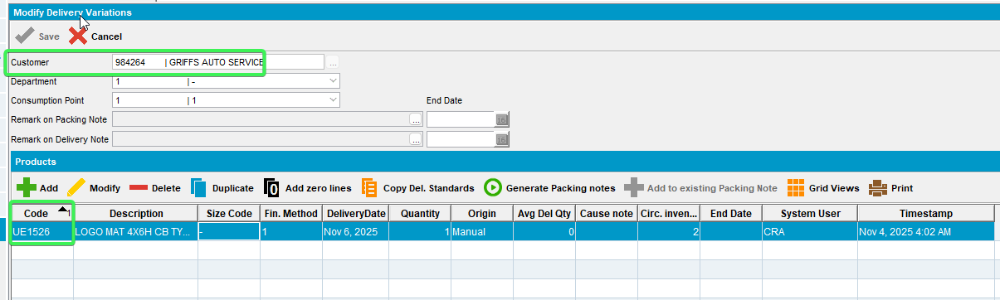 Modify Delivery Variations
Save Cancel
Customer 984264 | GRIFFS AUTO SERVICE ...
Department 1 | -
Consumption Point 1 | 1 End Date
Remark on Packing Note ... 16
Remark on Delivery Note ... 16
Products
Add Modify Delete Duplicate 0 Add zero lines Copy Del. Standards Generate Packing notes Add to existing Packing Note Grid Views Print
Code 1 Description Size Code Fin. Method DeliveryDate Quantity Origin Avg Del Qty Cause note Circ. inven... End Date System User Timestamp
UE1526 LOGO MAT 4X6H CB TY... - 1 Nov 6, 2025 1 Manual 0 2 CRA Nov 4, 2025 4:02 AM